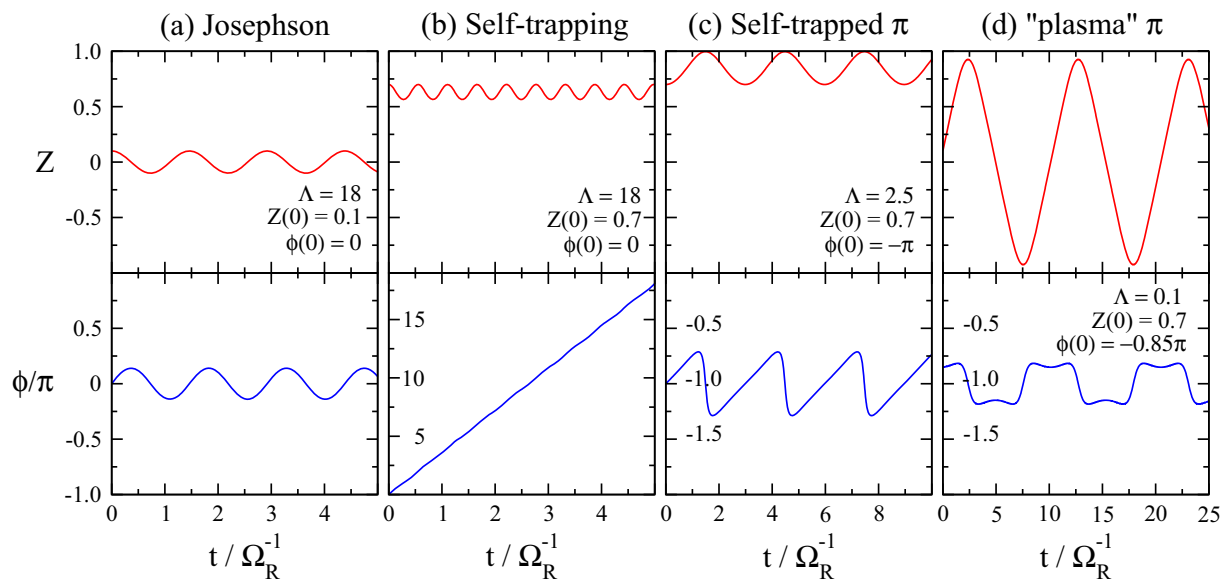 (a) Josephson
(b) Self-trapping
(c) Self-trapped π
(d) "plasma" π
1.0
0.5
0
-0.5
Z
Λ = 18
Z(0) = 0.1
ϕ(0) = 0
Λ = 18
Z(0) = 0.7
ϕ(0) = 0
Λ = 2.5
Z(0) = 0.7
ϕ(0) = −π
0.5
0
-0.5
-1.0
ϕ/π
15
10
5
-0.5
-1.0
-1.5
-0.5
-1.0
-1.5
Λ = 0.1
Z(0) = 0.7
ϕ(0) = −0.85π
0 1 2 3 4
0 1 2 3 4
0 2 4 6 8
0 5 10 15 20 25
t / Ω_R^-1
t / Ω_R^-1
t / Ω_R^-1
t / Ω_R^-1